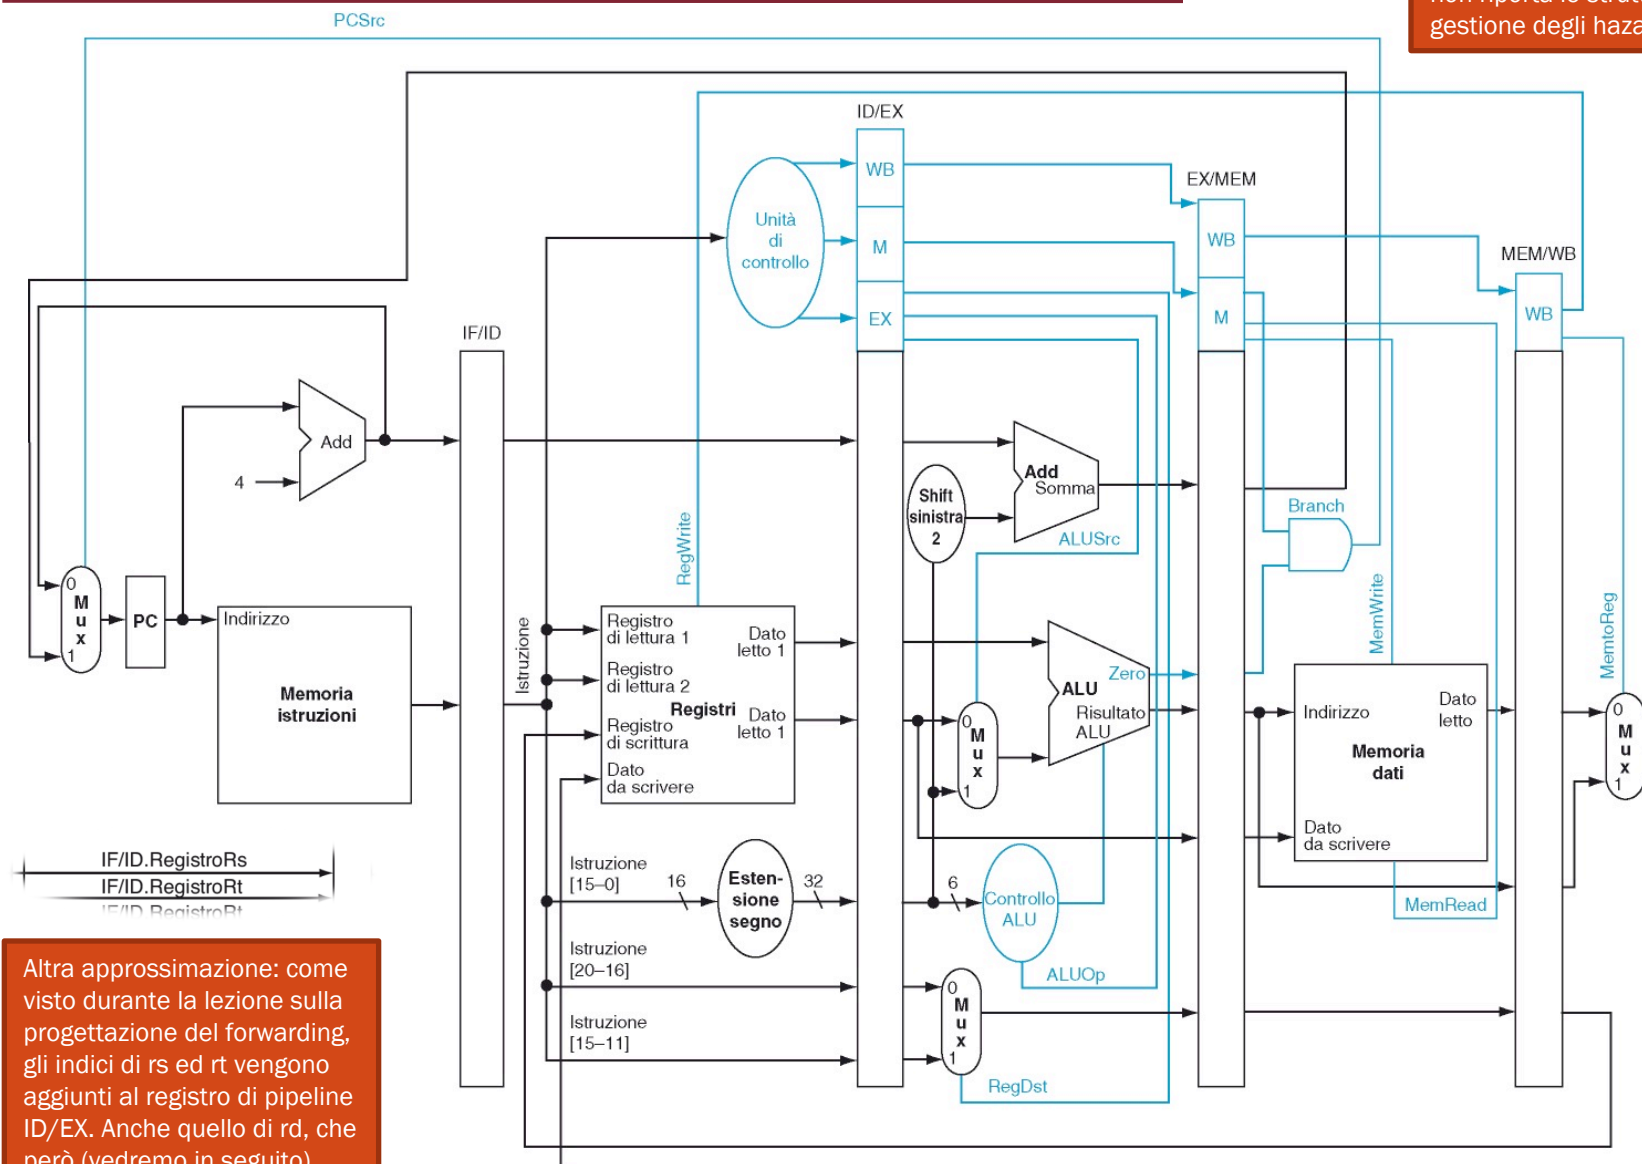 PCSrc
gestione degli haza
ID/EX
WB
EX/MEM
Unità
di
controllo
M
WB
MEM/WB
EX
M
WB
IF/ID
Add
4
Add
Somma
Shift
sinistra
2
ALUSrc
Branch
RegWrite
MemWrite
MemtoReg
0
M
u
x
1
PC
Indirizzo
Memoria
istruzioni
Istruzione
Registro
di lettura 1
Registro
di lettura 2
Registri
Registro
di scrittura
Dato
da scrivere
Dato
letto 1
Dato
letto 1
0
M
u
x
1
Zero
ALU
Risultato
ALU
Indirizzo
Dato
letto
Memoria
dati
Dato
da scrivere
0
M
u
x
1
MemRead
IF/ID.RegistroRs
IF/ID.RegistroRt
IF/ID.RegistroRt
Istruzione
[15–0]
16
Esten-
sione
segno
32
6
Controllo
ALU
ALUOp
Istruzione
[20–16]
Istruzione
[15–11]
0
M
u
x
1
RegDst
Altra approssimazione: come
visto durante la lezione sulla
progettazione del forwarding,
gli indici di rs ed rt vengono
aggiunti al registro di pipeline
ID/EX. Anche quello di rd, che
però (vedremo in seguito)